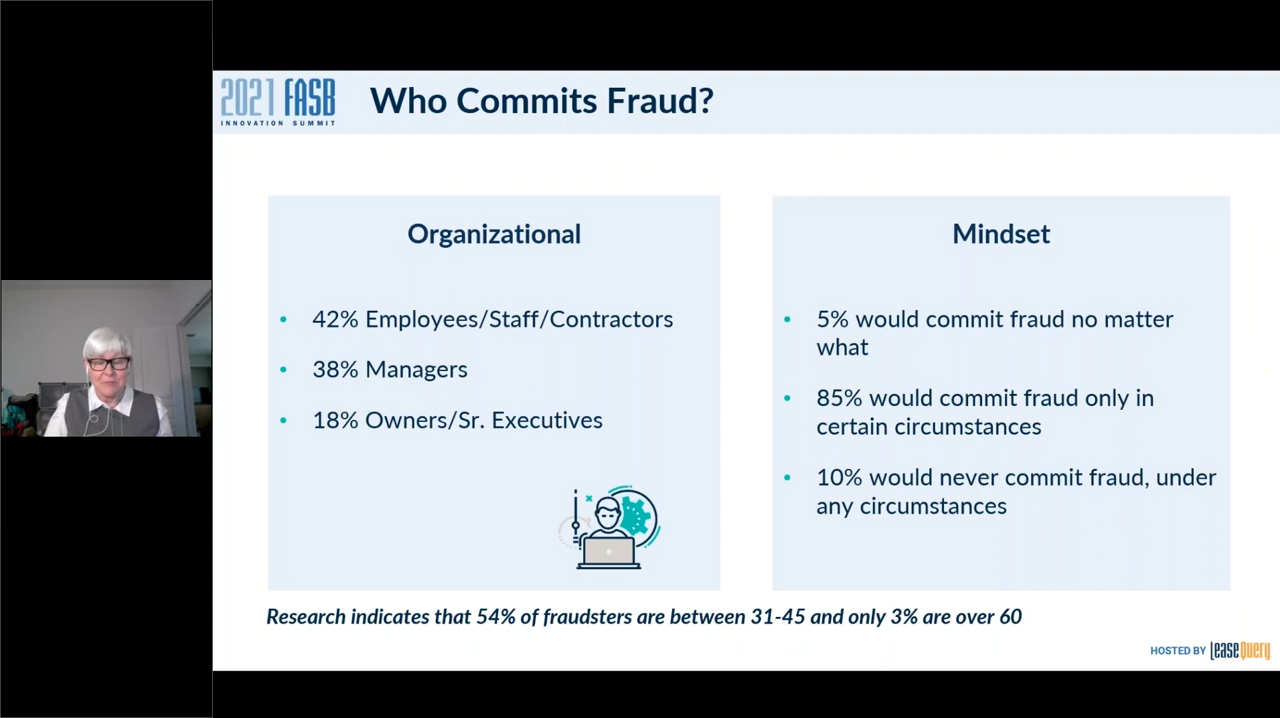 2021 FASB
INNOVATION SUMMIT
Who Commits Fraud?
Organizational
• 42% Employees/Staff/Contractors
• 38% Managers
• 18% Owners/Sr. Executives
Mindset
• 5% would commit fraud no matter
what
• 85% would commit fraud only in
certain circumstances
• 10% would never commit fraud, under
any circumstances
Research indicates that 54% of fraudsters are between 31-45 and only 3% are over 60
HOSTED BY LeaseQuery